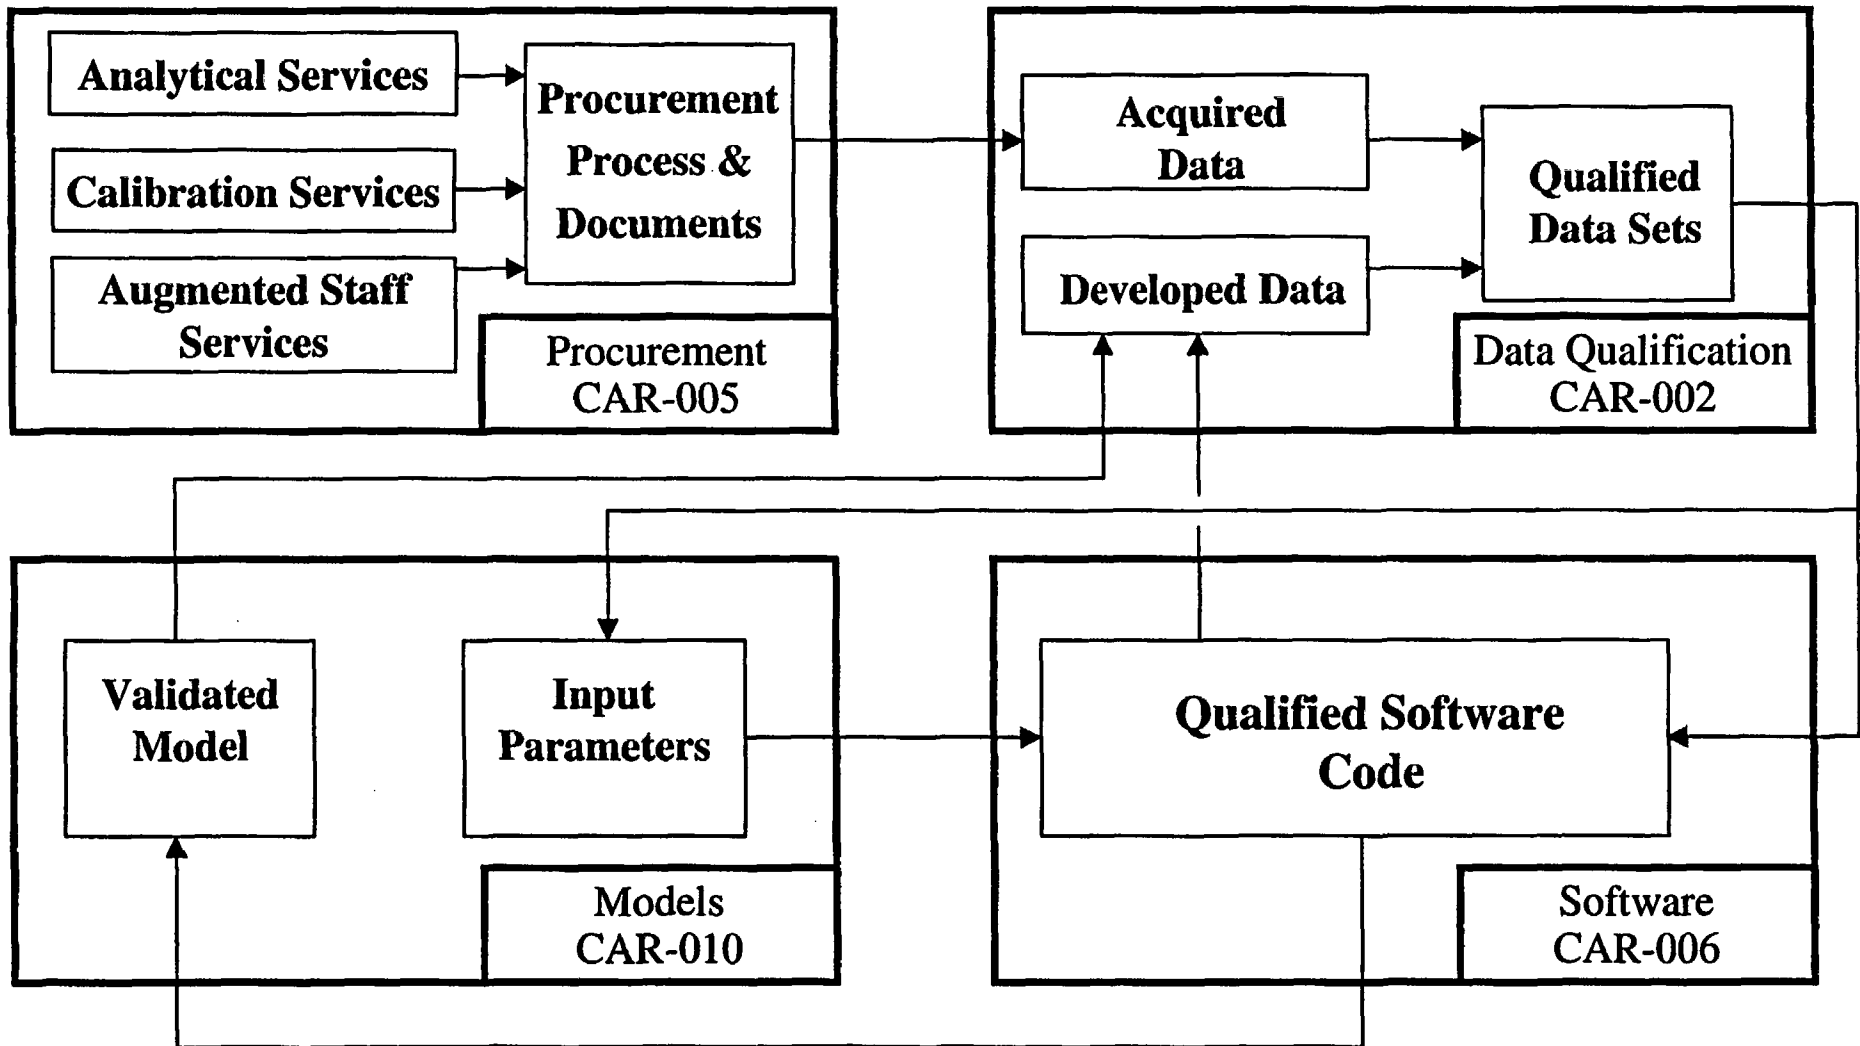 Analytical Services
Calibration Services
Augmented Staff
Services
Procurement
Process &
Documents
Procurement
CAR-005
Acquired
Data
Developed Data
Qualified
Data Sets
Data Qualification
CAR-002
Validated
Model
Input
Parameters
Models
CAR-010
Qualified Software
Code
Software
CAR-006